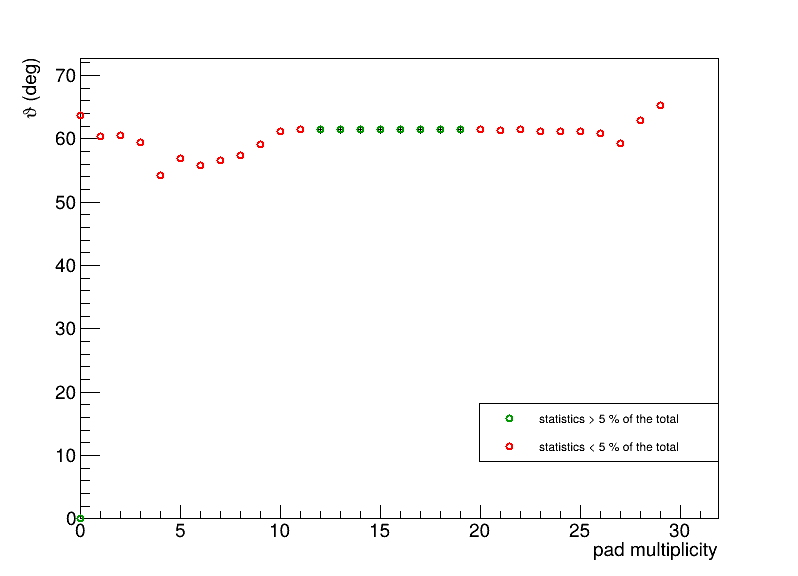 ϑ (deg)
70
60
50
40
30
20
10
0
0 5 10 15 20 25 30
pad multiplicity
statistics > 5 % of the total
statistics < 5 % of the total